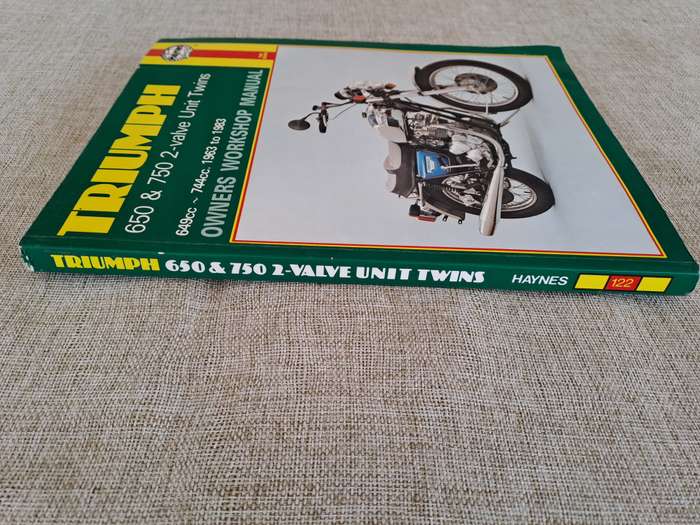 TRIUMPH
650 & 750 2-valve Unit Twins
649cc ~ 744cc. 1963 to 1983
OWNERS WORKSHOP MANUAL
TRIUMPH 650 & 750 2-VALVE UNIT TWINS HAYNES 122